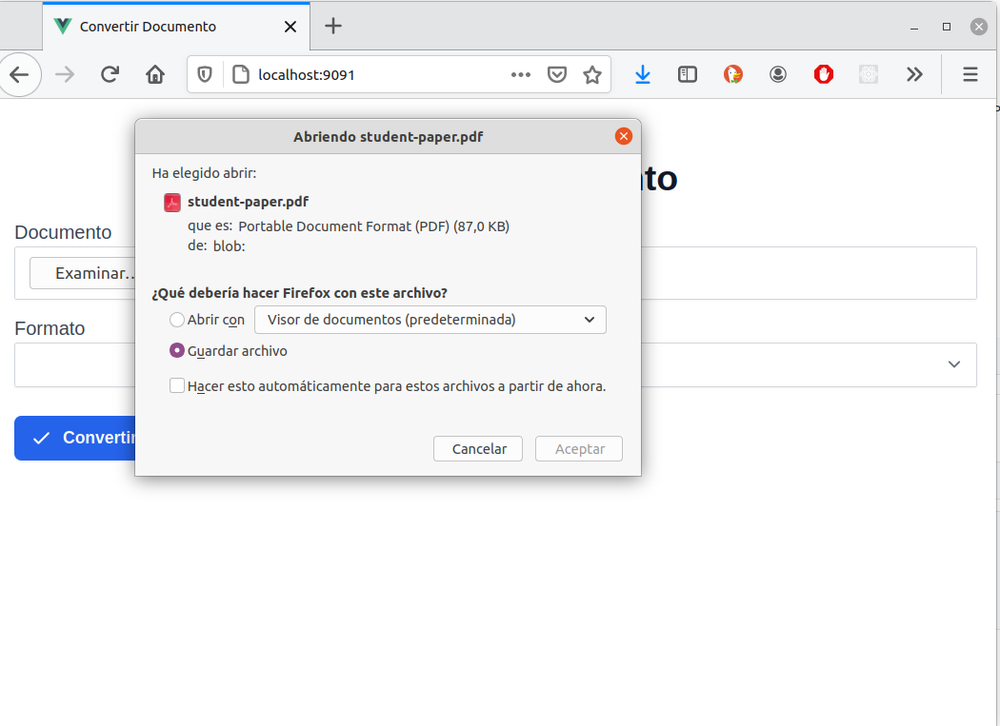 Convertir Documento
localhost:9091
Abriendo student-paper.pdf
Ha elegido abrir:
to
student-paper.pdf
que es: Portable Document Format (PDF) (87,0 KB)
de: blob:
Documento
Examinar..
¿Qué debería hacer Firefox con este archivo?
Abrir con Visor de documentos (predeterminada)
Formato
Guardar archivo
Hacer esto automáticamente para estos archivos a partir de ahora.
Convertir
Cancelar Aceptar